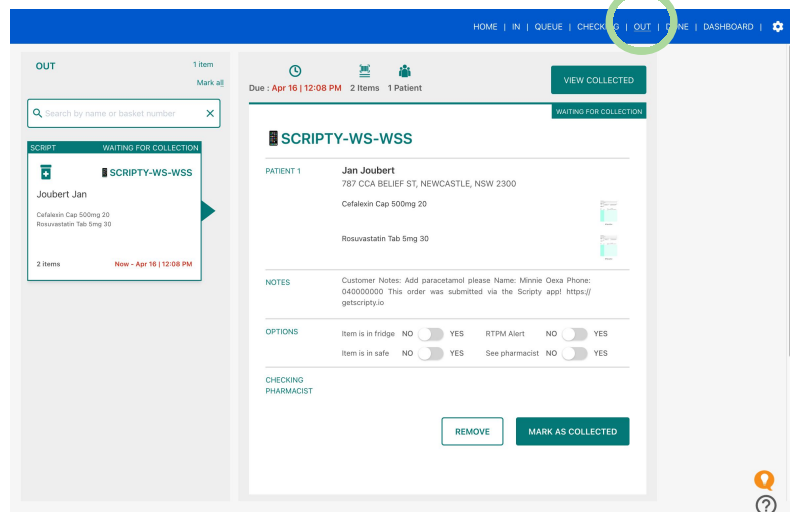 HOME | IN | QUEUE | CHECKING | OUT | DONE | DASHBOARD |
OUT
1 item
Mark all
Search by name or basket number
SCRIPT WAITING FOR COLLECTION
SCRIPTY-WS-WSS
Joubert Jan
Cefalexin Cap 500mg 20
Rosuvastatin Tab 5mg 30
2 items Now - Apr 16 | 12:08 PM
Due : Apr 16 | 12:08 PM 2 Items 1 Patient
VIEW COLLECTED
WAITING FOR COLLECTION
SCRIPTY-WS-WSS
PATIENT 1 Jan Joubert
787 CCA BELIEF ST, NEWCASTLE, NSW 2300
Cefalexin Cap 500mg 20
Rosuvastatin Tab 5mg 30
NOTES Customer Notes: Add paracetamol please Name: Minnie Oexa Phone:
040000000 This order was submitted via the Scripty app! https://
getscripty.io
OPTIONS Item is in fridge NO YES RTPM Alert NO YES
Item is in safe NO YES See pharmacist NO YES
CHECKING
PHARMACIST
REMOVE MARK AS COLLECTED